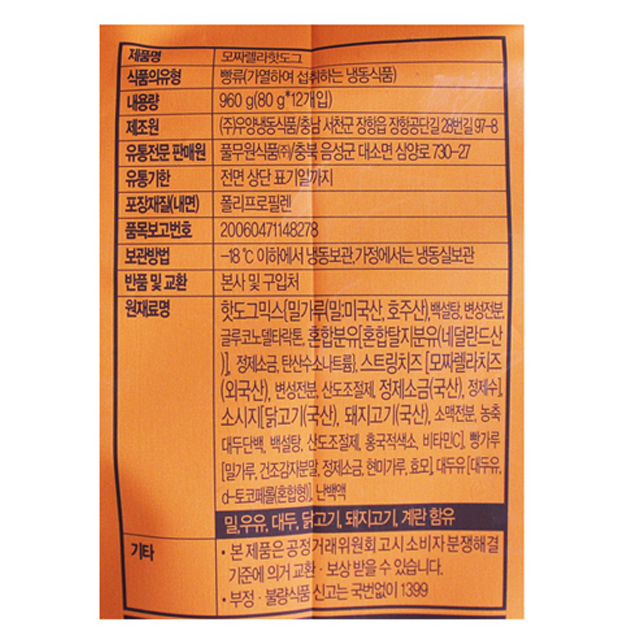 제품명 모짜렐라핫도그
식품의유형 빵류(가열하여 섭취하는 냉동식품)
내용량 960 g(80 g*12개입)
제조원 (주)우양냉동식품/충남 서천군 장항읍 장항공단길 28번길 97-8
유통전문 판매원 풀무원식품㈜/충북 음성군 대소면 삼양로 730-27
유통기한 전면 상단 표기일까지
포장재질(내면) 폴리프로필렌
품목보고번호 20060471148278
보관방법 -18℃ 이하에서 냉동보관,가정에서는 냉동실보관
반품 및 교환 본사 및 구입처
원재료명 핫도그믹스[밀가루(밀:미국산, 호주산),백설탕, 변성전분,
글루코노델타락톤, 혼합분유[혼합탈지분유(네덜란드산
)], 정제소금, 탄산수소나트륨], 스트링치즈 [모짜렐라치즈
(외국산), 변성전분, 산도조절제, 정제소금(국산), 정제수],
소시지[닭고기(국산), 돼지고기(국산), 소맥전분, 농축
대두단백, 백설탕, 산도조절제, 홍국적색소, 비타민C], 빵가루
[밀가루, 건조감자분말, 정제소금, 현미가루, 효모], 대두유 [대두유,
d-토코페롤(혼합형)], 난백액
밀,우유, 대두, 닭고기, 돼지고기, 계란 함유
기타 • 본 제품은 공정거래위원회 고시 소비자 분쟁해결
기준에 의거 교환 · 보상 받을 수 있습니다.
• 부정 · 불량식품 신고는 국번없이 1399